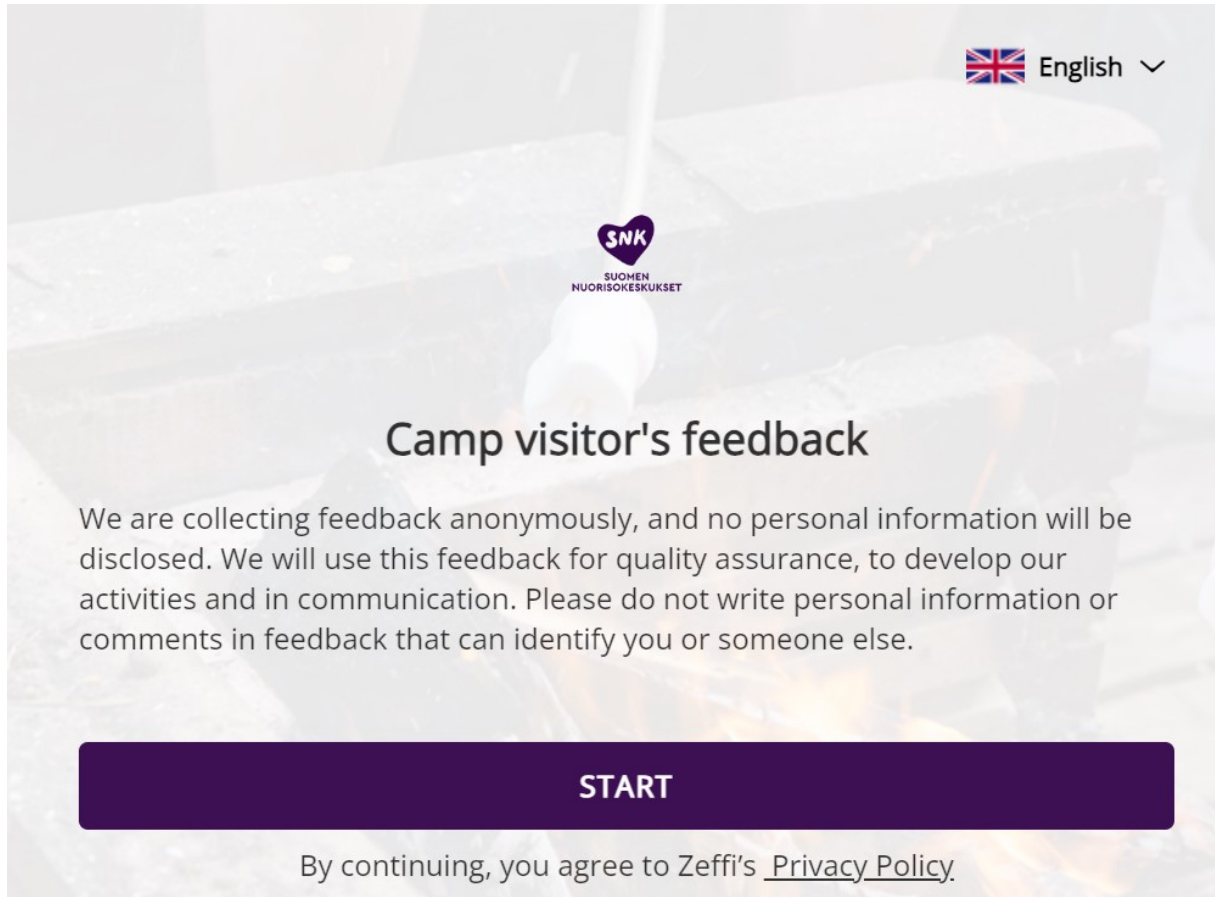 English
SNK
SUOMEN
NUORISOKESKUKSET
Camp visitor's feedback
We are collecting feedback anonymously, and no personal information will be
disclosed. We will use this feedback for quality assurance, to develop our
activities and in communication. Please do not write personal information or
comments in feedback that can identify you or someone else.
START
By continuing, you agree to Zeffi’s Privacy Policy